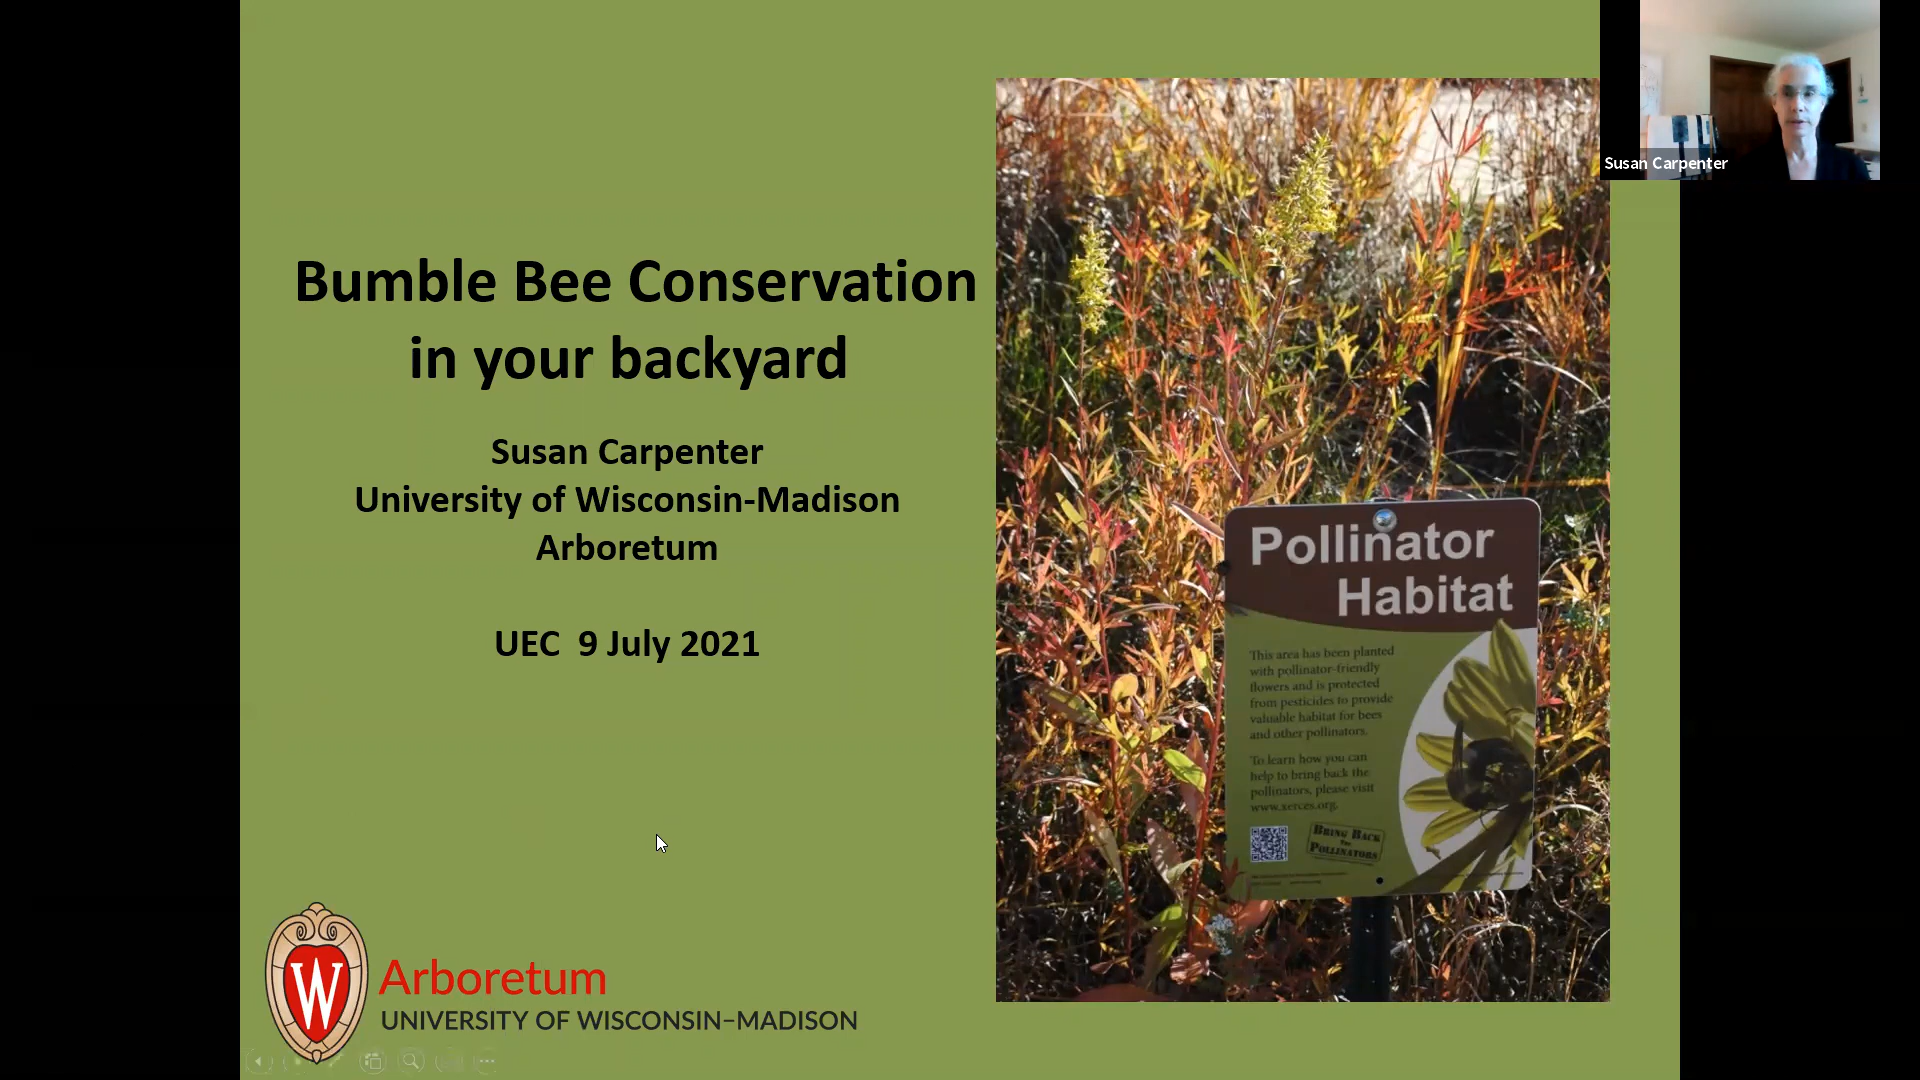 Bumble Bee Conservation
in your backyard
Susan Carpenter
University of Wisconsin-Madison
Arboretum
UEC 9 July 2021
W
Arboretum
UNIVERSITY OF WISCONSIN–MADISON
Pollinator
Habitat
This area has been planted
with pollinator-friendly
flowers and is protected
from pesticides to provide
valuable habitat for bees
and other pollinators.
To learn how you can
help to bring back the
pollinators, please visit
www.xerces.org.
BRING BACK
THE
POLLINATORS
Susan Carpenter